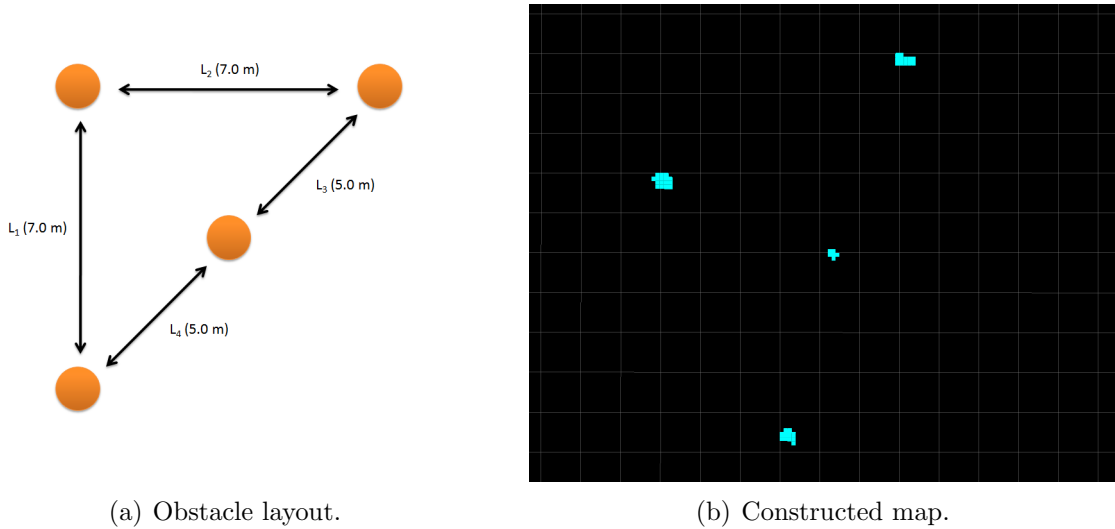 L₂ (7.0 m)
L₃ (5.0 m)
L₁ (7.0 m)
L₄ (5.0 m)
(a) Obstacle layout.
(b) Constructed map.